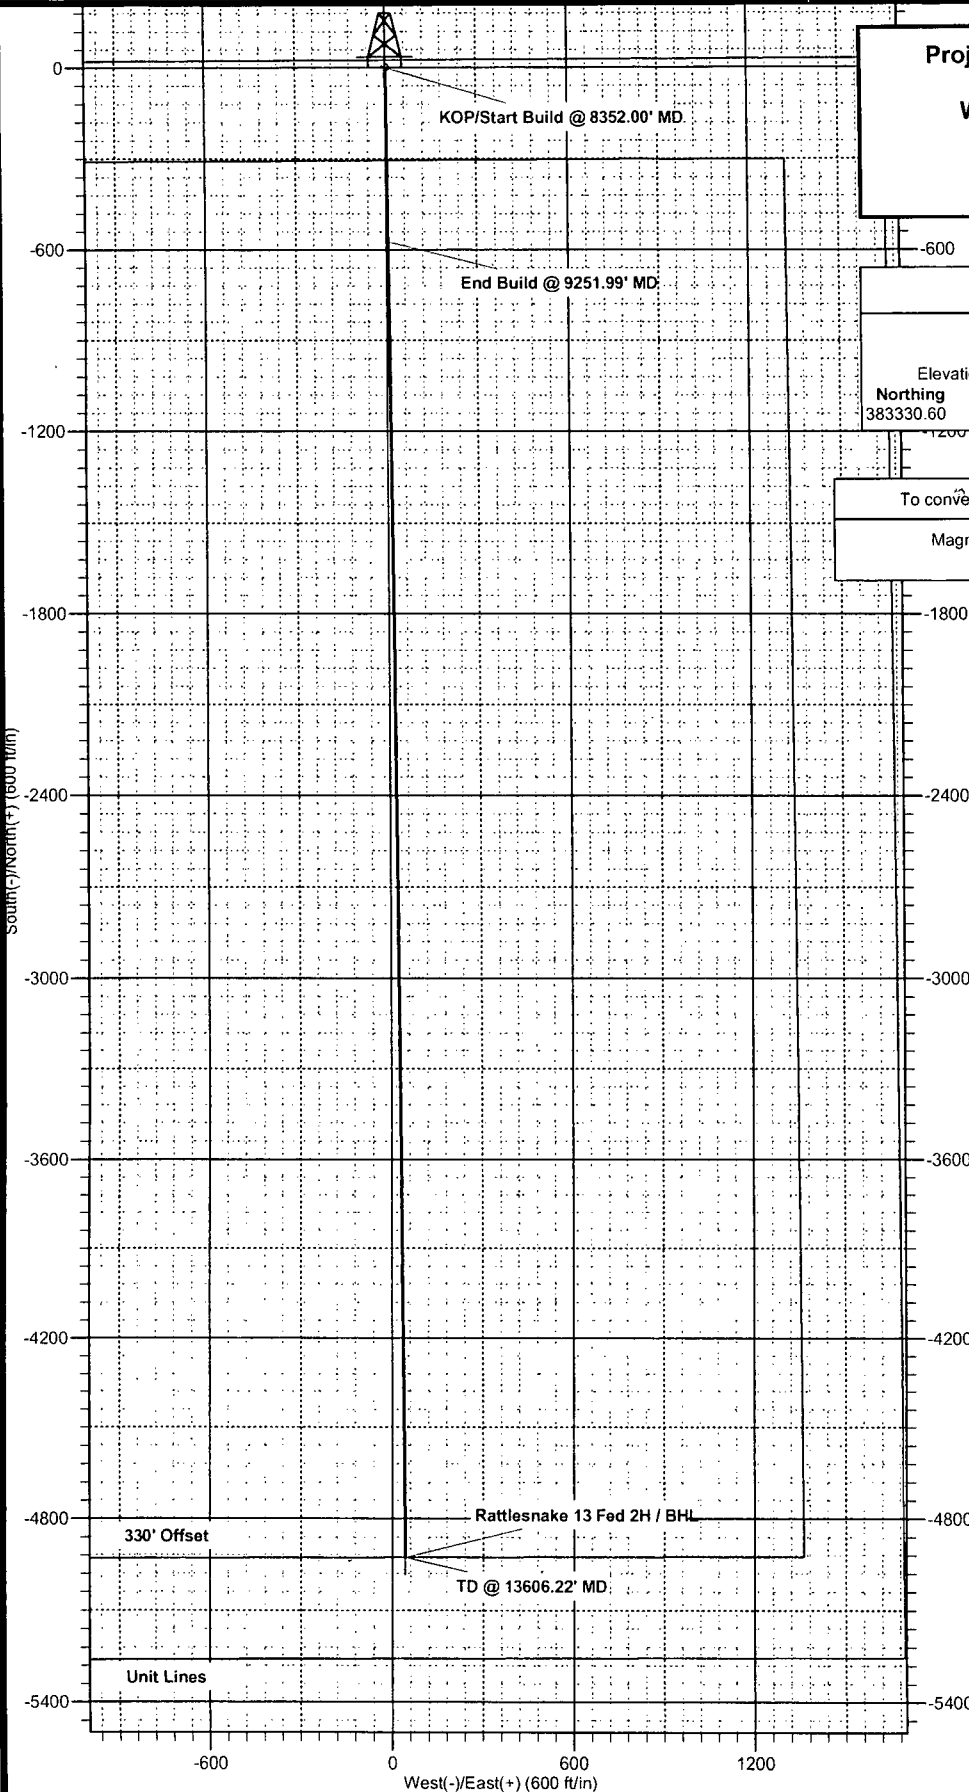 Proj
0
KOP/Start Build @ 8352.00' MD
W
-600
-600
End Build @ 9251.99' MD
Elevati
Northing
383330.60
-1200
-1200
To conve
Magr
-1800
-1800
South(-)/North(+) (600 ft/in)
-2400
-2400
-3000
-3000
-3600
-3600
-4200
-4200
-4800
-4800
Rattlesnake 13 Fed 2H / BHL
330' Offset
TD @ 13606.22' MD
Unit Lines
-5400
-5400
-600
0
600
1200
West(-)/East(+) (600 ft/in)